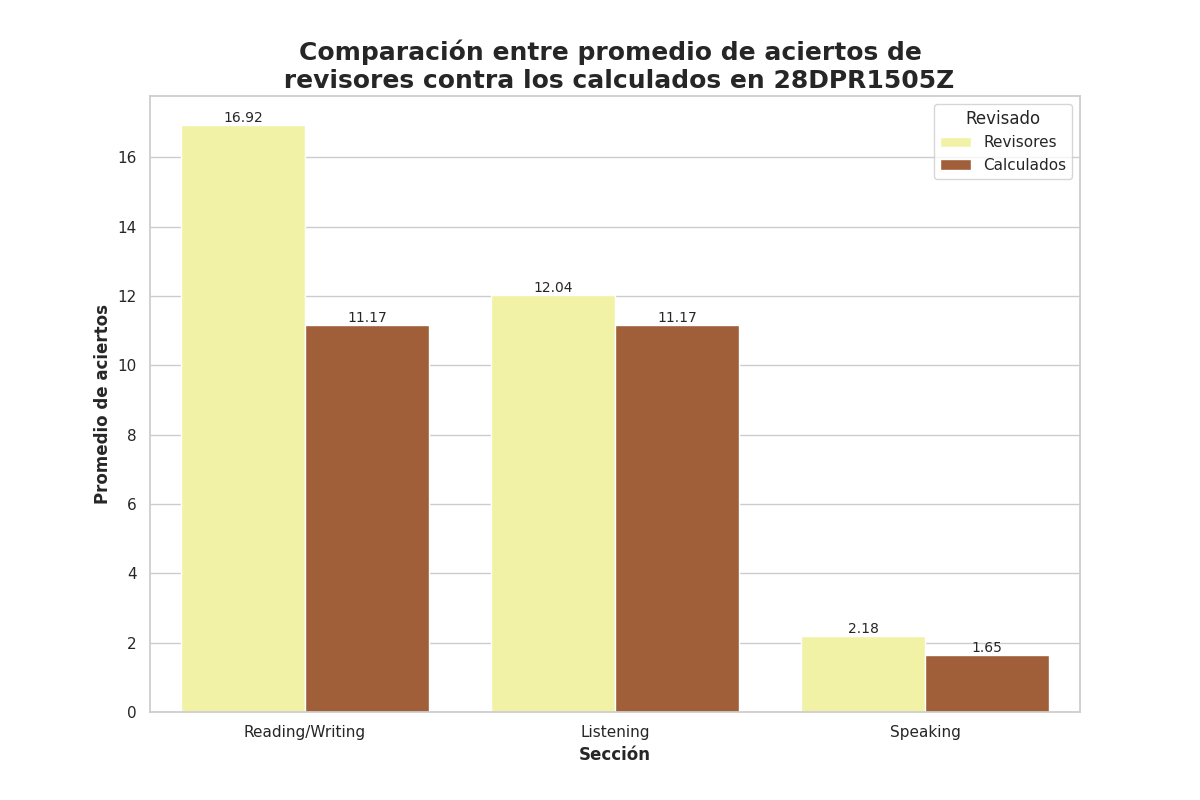 Comparación entre promedio de aciertos de
revisores contra los calculados en 28DPR1505Z
Revisado
Revisores
Calculados
Promedio de aciertos
16
14
12
10
8
6
4
2
0
16.92
11.17
12.04
11.17
2.18
1.65
Reading/Writing
Listening
Speaking
Sección